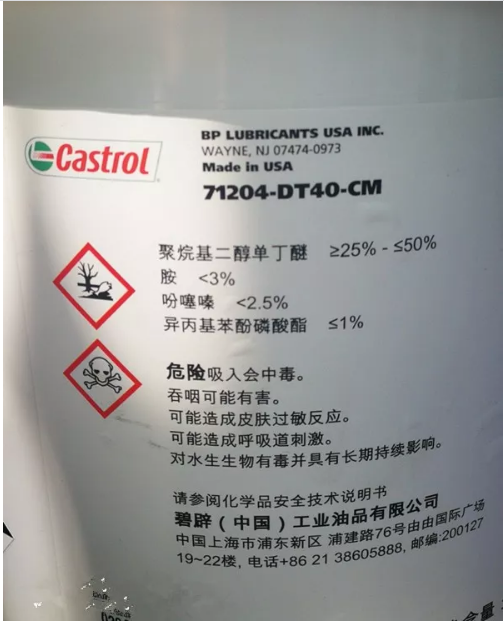 Castrol
BP LUBRICANTS USA INC.
WAYNE, NJ 07474-0973
Made in USA
71204-DT40-CM
聚烷基二醇单丁醚 ≥25% - ≤50%
胺 <3%
吩噻嗪 <2.5%
异丙基苯酚磷酸酯 ≤1%
危险吸入会中毒。
吞咽可能有害。
可能造成皮肤过敏反应。
可能造成呼吸道刺激。
对水生生物有毒并具有长期持续影响。
请参阅化学品安全技术说明书
碧辟（中国）工业油品有限公司
中国上海市浦东新区 浦建路76号由由国际广场
19~22楼, 电话+86 21 38605888, 邮编:200127
含量